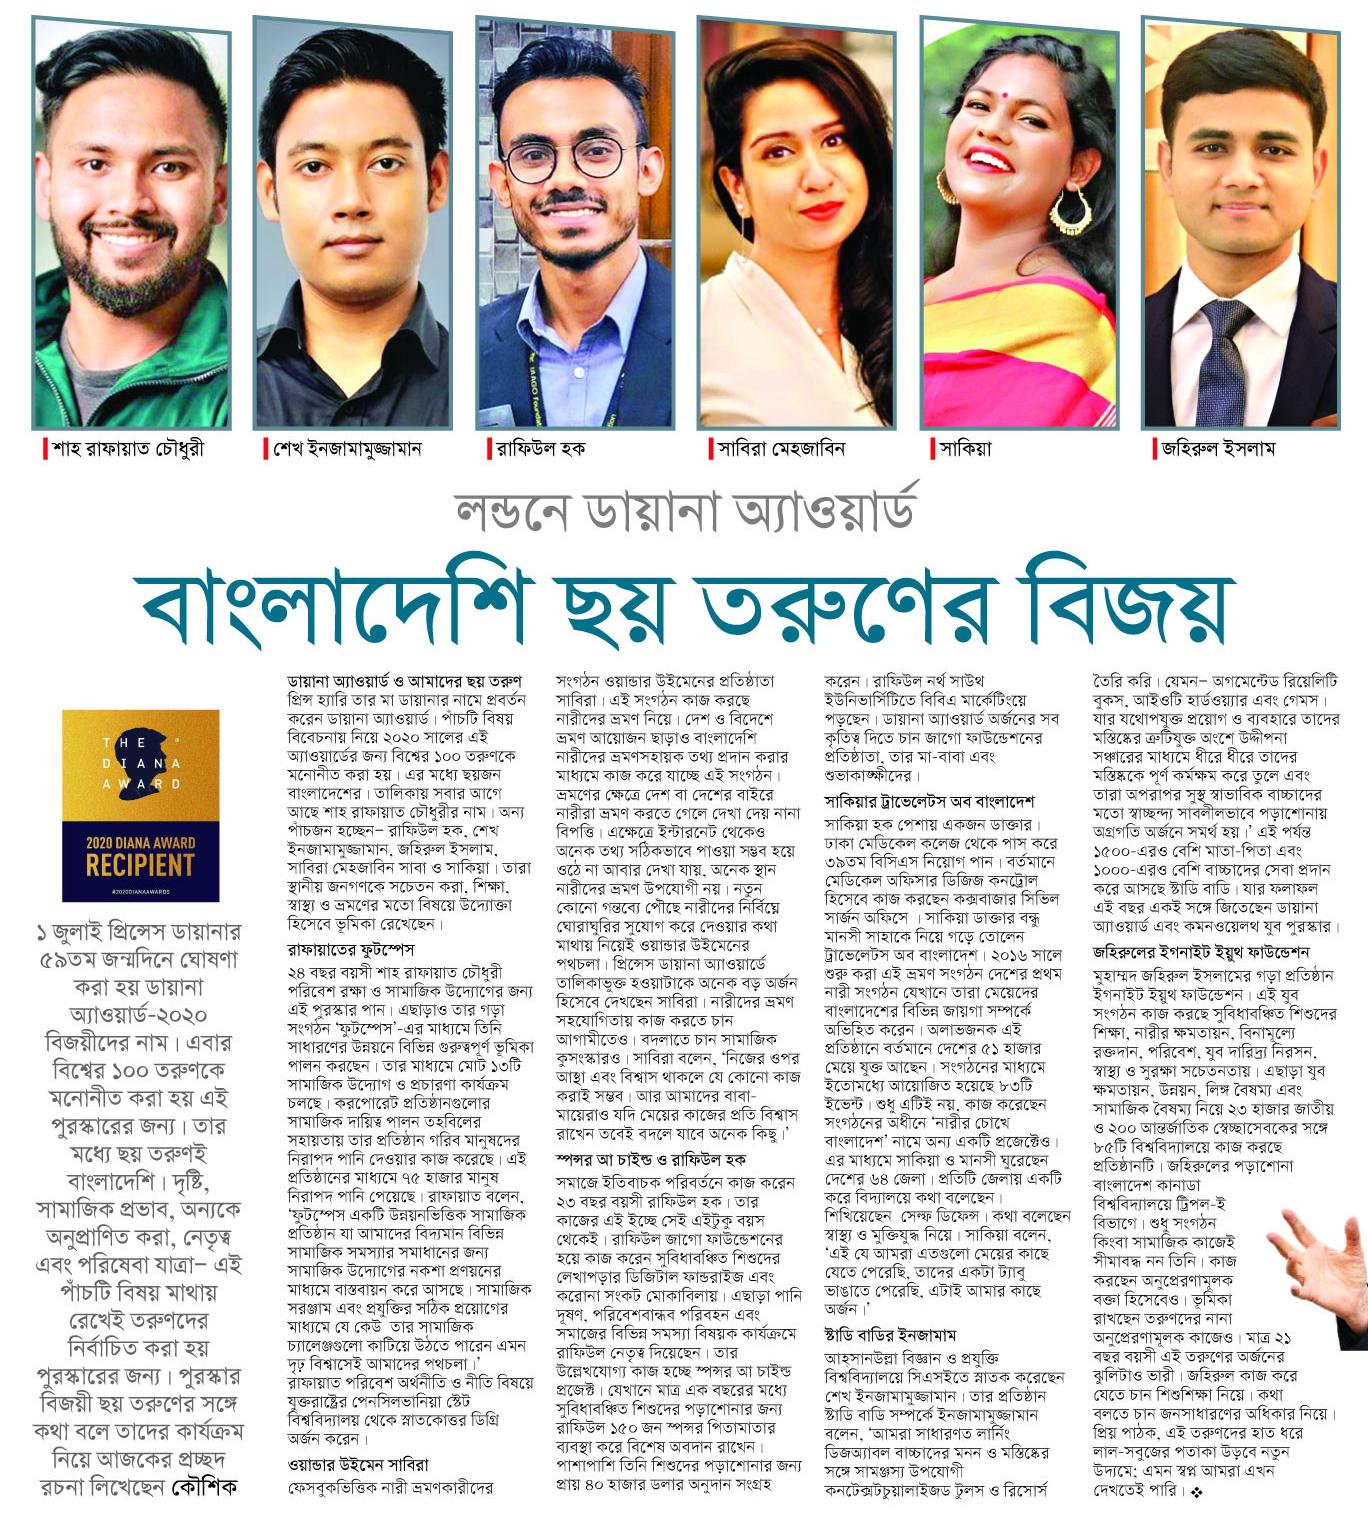 শাহ রাফায়াত চৌধুরী
শেখ ইনজামামুজ্জামান
রাফিউল হক
সাবিরা মেহজাবিন
সাকিয়া
জহিরুল ইসলাম
লন্ডনে ডায়ানা অ্যাওয়ার্ড
বাংলাদেশি ছয় তরুণের বিজয়
THE
DIANA
AWARD
2020 DIANA AWARD
RECIPIENT
#2020DIANAAWARDS
১ জুলাই প্রিন্সেস ডায়ানার
৫৯তম জন্মদিনে ঘোষণা
করা হয় ডায়ানা
অ্যাওয়ার্ড-২০২০
বিজয়ীদের নাম। এবার
বিশ্বের ১০০ তরুণকে
মনোনীত করা হয় এই
পুরস্কারের জন্য। তার
মধ্যে ছয় তরুণই
বাংলাদেশি। দৃষ্টি,
সামাজিক প্রভাব, অন্যকে
অনুপ্রাণিত করা, নেতৃত্ব
এবং পরিষেবা যাত্রা– এই
পাঁচটি বিষয় মাথায়
রেখেই তরুণদের
নির্বাচিত করা হয়
পুরস্কারের জন্য। পুরস্কার
বিজয়ী ছয় তরুণের সঙ্গে
কথা বলে তাদের কার্যক্রম
নিয়ে আজকের প্রচ্ছদ
রচনা লিখেছেন কৌশিক
ডায়ানা অ্যাওয়ার্ড ও আমাদের ছয় তরুণ
প্রিন্স হ্যারি তার মা ডায়ানার নামে প্রবর্তন
করেন ডায়ানা অ্যাওয়ার্ড। পাঁচটি বিষয়
বিবেচনায় নিয়ে ২০২০ সালের এই
অ্যাওয়ার্ডের জন্য বিশ্বের ১০০ তরুণকে
মনোনীত করা হয়। এর মধ্যে ছয়জন
বাংলাদেশের। তালিকায় সবার আগে
আছে শাহ রাফায়াত চৌধুরীর নাম। অন্য
পাঁচজন হচ্ছেন– রাফিউল হক, শেখ
ইনজামামুজ্জামান, জহিরুল ইসলাম,
সাবিরা মেহজাবিন সাবা ও সাকিয়া। তারা
স্থানীয় জনগণকে সচেতন করা, শিক্ষা,
স্বাস্থ্য ও ভ্রমণের মতো বিষয়ে উদ্যোক্তা
হিসেবে ভূমিকা রেখেছেন।
রাফায়াতের ফুটস্পেস
২৪ বছর বয়সী শাহ রাফায়াত চৌধুরী
পরিবেশ রক্ষা ও সামাজিক উদ্যোগের জন্য
এই পুরস্কার পান। এছাড়াও তার গড়া
সংগঠন ‘ফুটস্পেস’-এর মাধ্যমে তিনি
সাধারণের উন্নয়নে বিভিন্ন গুরুত্বপূর্ণ ভূমিকা
পালন করছেন। তার মাধ্যমে মোট ১৩টি
সামাজিক উদ্যোগ ও প্রচারণা কার্যক্রম
চলছে। করপোরেট প্রতিষ্ঠানগুলোর
সামাজিক দায়িত্ব পালন তহবিলের
সহায়তায় তার প্রতিষ্ঠান গরিব মানুষদের
নিরাপদ পানি দেওয়ার কাজ করেছে। এই
প্রতিষ্ঠানের মাধ্যমে ৭৫ হাজার মানুষ
নিরাপদ পানি পেয়েছে। রাফায়াত বলেন,
‘ফুটস্পেস একটি উন্নয়নভিত্তিক সামাজিক
প্রতিষ্ঠান যা আমাদের বিদ্যমান বিভিন্ন
সামাজিক সমস্যার সমাধানের জন্য
সামাজিক উদ্যোগের নকশা প্রণয়নের
মাধ্যমে বাস্তবায়ন করে আসছে। সামাজিক
সরঞ্জাম এবং প্রযুক্তির সঠিক প্রয়োগের
মাধ্যমে যে কেউ তার সামাজিক
চ্যালেঞ্জগুলো কাটিয়ে উঠতে পারেন এমন
দৃঢ় বিশ্বাসেই আমাদের পথচলা।’
রাফায়াত পরিবেশ অর্থনীতি ও নীতি বিষয়ে
যুক্তরাষ্ট্রের পেনসিলভানিয়া স্টেট
বিশ্ববিদ্যালয় থেকে স্নাতকোত্তর ডিগ্রি
অর্জন করেন।
ওয়ান্ডার উইমেন সাবিরা
ফেসবুকভিত্তিক নারী ভ্রমণকারীদের
সংগঠন ওয়ান্ডার উইমেনের প্রতিষ্ঠাতা
সাবিরা। এই সংগঠন কাজ করছে
নারীদের ভ্রমণ নিয়ে। দেশ ও বিদেশে
ভ্রমণ আয়োজন ছাড়াও বাংলাদেশি
নারীদের ভ্রমণসহায়ক তথ্য প্রদান করার
মাধ্যমে কাজ করে যাচ্ছে এই সংগঠন।
ভ্রমণের ক্ষেত্রে দেশ বা দেশের বাইরে
নারীরা ভ্রমণ করতে গেলে দেখা দেয় নানা
বিপত্তি। এক্ষেত্রে ইন্টারনেট থেকেও
অনেক তথ্য সঠিকভাবে পাওয়া সম্ভব হয়ে
ওঠে না আবার দেখা যায়, অনেক স্থান
নারীদের ভ্রমণ উপযোগী নয়। নতুন
কোনো গন্তব্যে পৌঁছে নারীদের নির্বিঘ্নে
ঘোরাঘুরির সুযোগ করে দেওয়ার কথা
মাথায় নিয়েই ওয়ান্ডার উইমেনের
পথচলা। প্রিন্সেস ডায়ানা অ্যাওয়ার্ডে
তালিকাভুক্ত হওয়াটাকে অনেক বড় অর্জন
হিসেবে দেখছেন সাবিরা। নারীদের ভ্রমণ
সহযোগিতায় কাজ করতে চান
আগামীতেও। বদলাতে চান সামাজিক
কুসংস্কারও। সাবিরা বলেন, ‘নিজের ওপর
আস্থা এবং বিশ্বাস থাকলে যে কোনো কাজ
করাই সম্ভব। আর আমাদের বাবা-
মায়েরাও যদি মেয়ের কাজের প্রতি বিশ্বাস
রাখেন তবেই বদলে যাবে অনেক কিছু।’
স্পন্সর আ চাইল্ড ও রাফিউল হক
সমাজে ইতিবাচক পরিবর্তনে কাজ করেন
২৩ বছর বয়সী রাফিউল হক। তার
কাজের এই ইচ্ছে সেই এইটুকু বয়স
থেকেই। রাফিউল জাগো ফাউন্ডেশনের
হয়ে কাজ করেন সুবিধাবঞ্চিত শিশুদের
লেখাপড়ার ডিজিটাল ফান্ডরাইজ এবং
করোনা সংকট মোকাবিলায়। এছাড়া পানি
দূষণ, পরিবেশবান্ধব পরিবহন এবং
সমাজের বিভিন্ন সমস্যা বিষয়ক কার্যক্রমে
রাফিউল নেতৃত্ব দিয়েছেন। তার
উল্লেখযোগ্য কাজ হচ্ছে স্পন্সর আ চাইল্ড
প্রজেক্ট। যেখানে মাত্র এক বছরের মধ্যে
সুবিধাবঞ্চিত শিশুদের পড়াশোনার জন্য
রাফিউল ১৫০ জন স্পন্সর পিতামাতার
ব্যবস্থা করে বিশেষ অবদান রাখেন।
পাশাপাশি তিনি শিশুদের পড়াশোনার জন্য
প্রায় ৪০ হাজার ডলার অনুদান সংগ্রহ
করেন। রাফিউল নর্থ সাউথ
ইউনিভার্সিটিতে বিবিএ মার্কেটিংয়ে
পড়ছেন। ডায়ানা অ্যাওয়ার্ড অর্জনের সব
কৃতিত্ব দিতে চান জাগো ফাউন্ডেশনের
প্রতিষ্ঠাতা, তার মা-বাবা এবং
শুভাকাঙ্ক্ষীদের।
সাকিয়ার ট্রাভেলেটস অব বাংলাদেশ
সাকিয়া হক পেশায় একজন ডাক্তার।
ঢাকা মেডিকেল কলেজ থেকে পাস করে
৩৯তম বিসিএস নিয়োগ পান। বর্তমানে
মেডিকেল অফিসার ডিজিজ কনট্রোল
হিসেবে কাজ করছেন কক্সবাজার সিভিল
সার্জন অফিসে । সাকিয়া ডাক্তার বন্ধু
মানসী সাহাকে নিয়ে গড়ে তোলেন
ট্রাভেলেটস অব বাংলাদেশ। ২০১৬ সালে
শুরু করা এই ভ্রমণ সংগঠন দেশের প্রথম
নারী সংগঠন যেখানে তারা মেয়েদের
বাংলাদেশের বিভিন্ন জায়গা সম্পর্কে
অভিহিত করেন। অলাভজনক এই
প্রতিষ্ঠানে বর্তমানে দেশের ৫১ হাজার
মেয়ে যুক্ত আছেন। সংগঠনের মাধ্যমে
ইতোমধ্যে আয়োজিত হয়েছে ৮৩টি
ইভেন্ট। শুধু এটিই নয়, কাজ করেছেন
সংগঠনের অধীনে ‘নারীর চোখে
বাংলাদেশ’ নামে অন্য একটি প্রজেক্টেও।
এর মাধ্যমে সাকিয়া ও মানসী ঘুরেছেন
দেশের ৬৪ জেলা। প্রতিটি জেলায় একটি
করে বিদ্যালয়ে কথা বলেছেন।
শিখিয়েছেন সেল্ফ ডিফেন্স। কথা বলেছেন
স্বাস্থ্য ও মুক্তিযুদ্ধ নিয়ে। সাকিয়া বলেন,
‘এই যে আমরা এতগুলো মেয়ের কাছে
যেতে পেরেছি, তাদের একটা ট্যাবু
ভাঙাতে পেরেছি, এটাই আমার কাছে
অর্জন।’
স্টাডি বাডির ইনজামাম
আহ্‌সানউল্লা বিজ্ঞান ও প্রযুক্তি
বিশ্ববিদ্যালয়ে সিএসইতে স্নাতক করেছেন
শেখ ইনজামামুজ্জামান। তার প্রতিষ্ঠান
স্টাডি বাডি সম্পর্কে ইনজামামুজ্জামান
বলেন, ‘আমরা সাধারণত লার্নিং
ডিজঅ্যাবল বাচ্চাদের মনন ও মস্তিষ্কের
সঙ্গে সামঞ্জস্য উপযোগী
কনটেক্সটচুয়ালাইজড টুলস ও রিসোর্স
তৈরি করি। যেমন– অগমেন্টেড রিয়েলিটি
বুকস, আইওটি হার্ডওয়্যার এবং গেমস।
যার যথোপযুক্ত প্রয়োগ ও ব্যবহারে তাদের
মস্তিষ্কের ত্রুটিযুক্ত অংশে উদ্দীপনা
সঞ্চারের মাধ্যমে ধীরে ধীরে তাদের
মস্তিষ্ককে পূর্ণ কর্মক্ষম করে তুলে এবং
তারা অপরাপর সুস্থ স্বাভাবিক বাচ্চাদের
মতো স্বাচ্ছন্দ্য সাবলীলভাবে পড়াশোনায়
অগ্রগতি অর্জনে সমর্থ হয়।’ এই পর্যন্ত
১৫০০-এরও বেশি মাতা-পিতা এবং
১০০০-এরও বেশি বাচ্চাদের সেবা প্রদান
করে আসছে স্টাডি বাডি। যার ফলাফল
এই বছর একই সঙ্গে জিতেছেন ডায়ানা
অ্যাওয়ার্ড এবং কমনওয়েলথ যুব পুরস্কার।
জহিরুলের ইগনাইট ইয়ুথ ফাউন্ডেশন
মুহাম্মদ জহিরুল ইসলামের গড়া প্রতিষ্ঠান
ইগনাইট ইয়ুথ ফাউন্ডেশন। এই যুব
সংগঠন কাজ করছে সুবিধাবঞ্চিত শিশুদের
শিক্ষা, নারীর ক্ষমতায়ন, বিনামূল্যে
রক্তদান, পরিবেশ, যুব দারিদ্র্য নিরসন,
স্বাস্থ্য ও সুরক্ষা সচেতনতায়। এছাড়া যুব
ক্ষমতায়ন, উন্নয়ন, লিঙ্গ বৈষম্য এবং
সামাজিক বৈষম্য নিয়ে ২৩ হাজার জাতীয়
ও ২০০ আন্তর্জাতিক স্বেচ্ছাসেবকের সঙ্গে
৮৫টি বিশ্ববিদ্যালয়ে কাজ করছে
প্রতিষ্ঠানটি। জহিরুলের পড়াশোনা
বাংলাদেশ কানাডা
বিশ্ববিদ্যালয়ে ট্রিপল-ই
বিভাগে। শুধু সংগঠন
কিংবা সামাজিক কাজেই
সীমাবদ্ধ নন তিনি। কাজ
করছেন অনুপ্রেরণামূলক
বক্তা হিসেবেও। ভূমিকা
রাখছেন তরুণদের নানা
অনুপ্রেরণামূলক কাজেও। মাত্র ২১
বছর বয়সী এই তরুণের অর্জনের
ঝুলিটাও ভারী। জহিরুল কাজ করে
যেতে চান শিশুশিক্ষা নিয়ে। কথা
বলতে চান জনসাধারণের অধিকার নিয়ে।
প্রিয় পাঠক, এই তরুণদের হাত ধরে
লাল-সবুজের পতাকা উড়বে নতুন
উদ্যমে; এমন স্বপ্ন আমরা এখন
দেখতেই পারি।